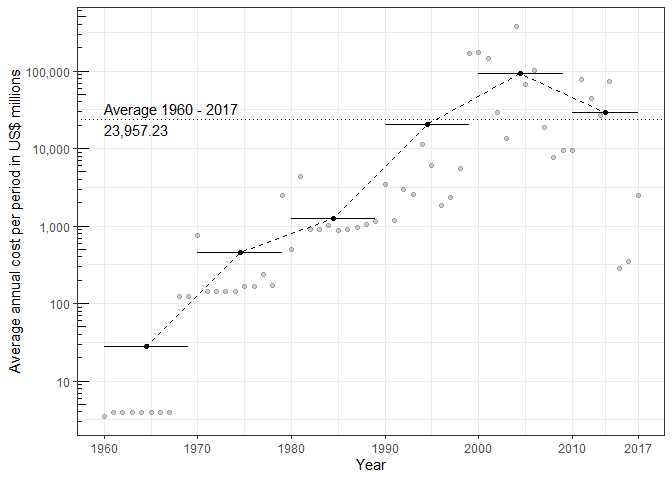 Average annual cost per period in US$ millions
100,000
10,000
1,000
100
10
Average 1960 - 2017
23,957.23
1960 1970 1980 1990 2000 2010 2017
Year